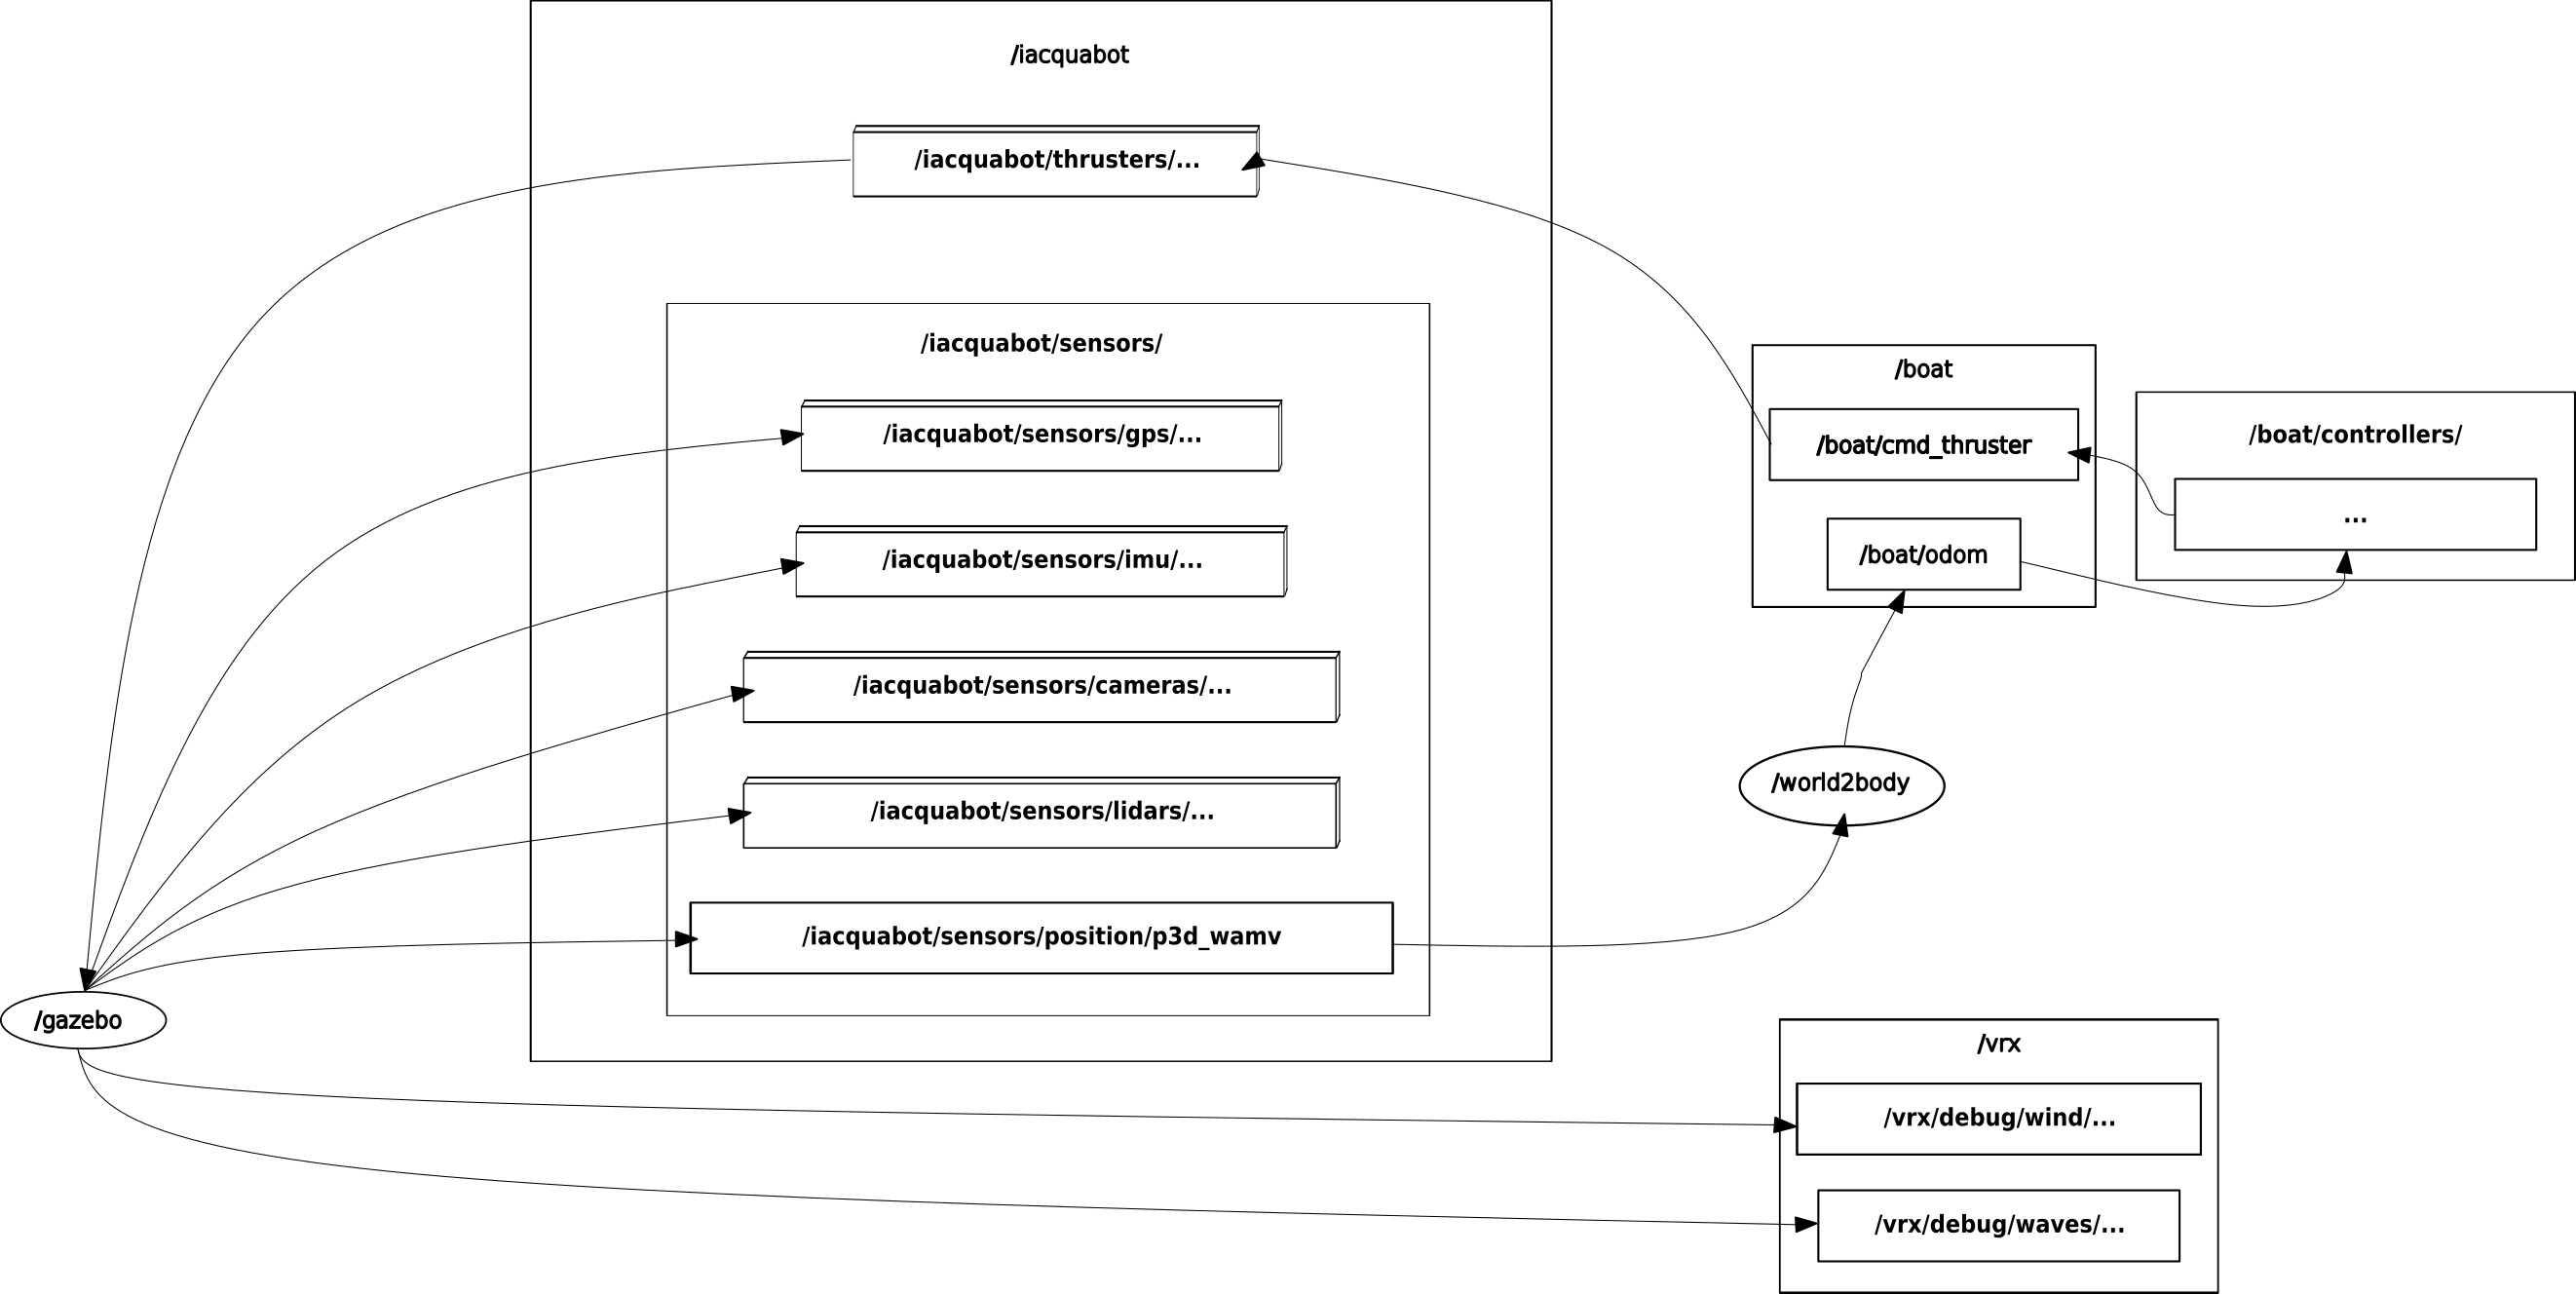 /iacquabot
/iacquabot/thrusters/...
/iacquabot/sensors/
/iacquabot/sensors/gps/...
/iacquabot/sensors/imu/...
/iacquabot/sensors/cameras/...
/iacquabot/sensors/lidars/...
/iacquabot/sensors/position/p3d_wamv
/gazebo
/boat
/boat/cmd_thruster
/boat/odom
/boat/controllers/
...
/world2body
/vrx
/vrx/debug/wind/...
/vrx/debug/waves/...